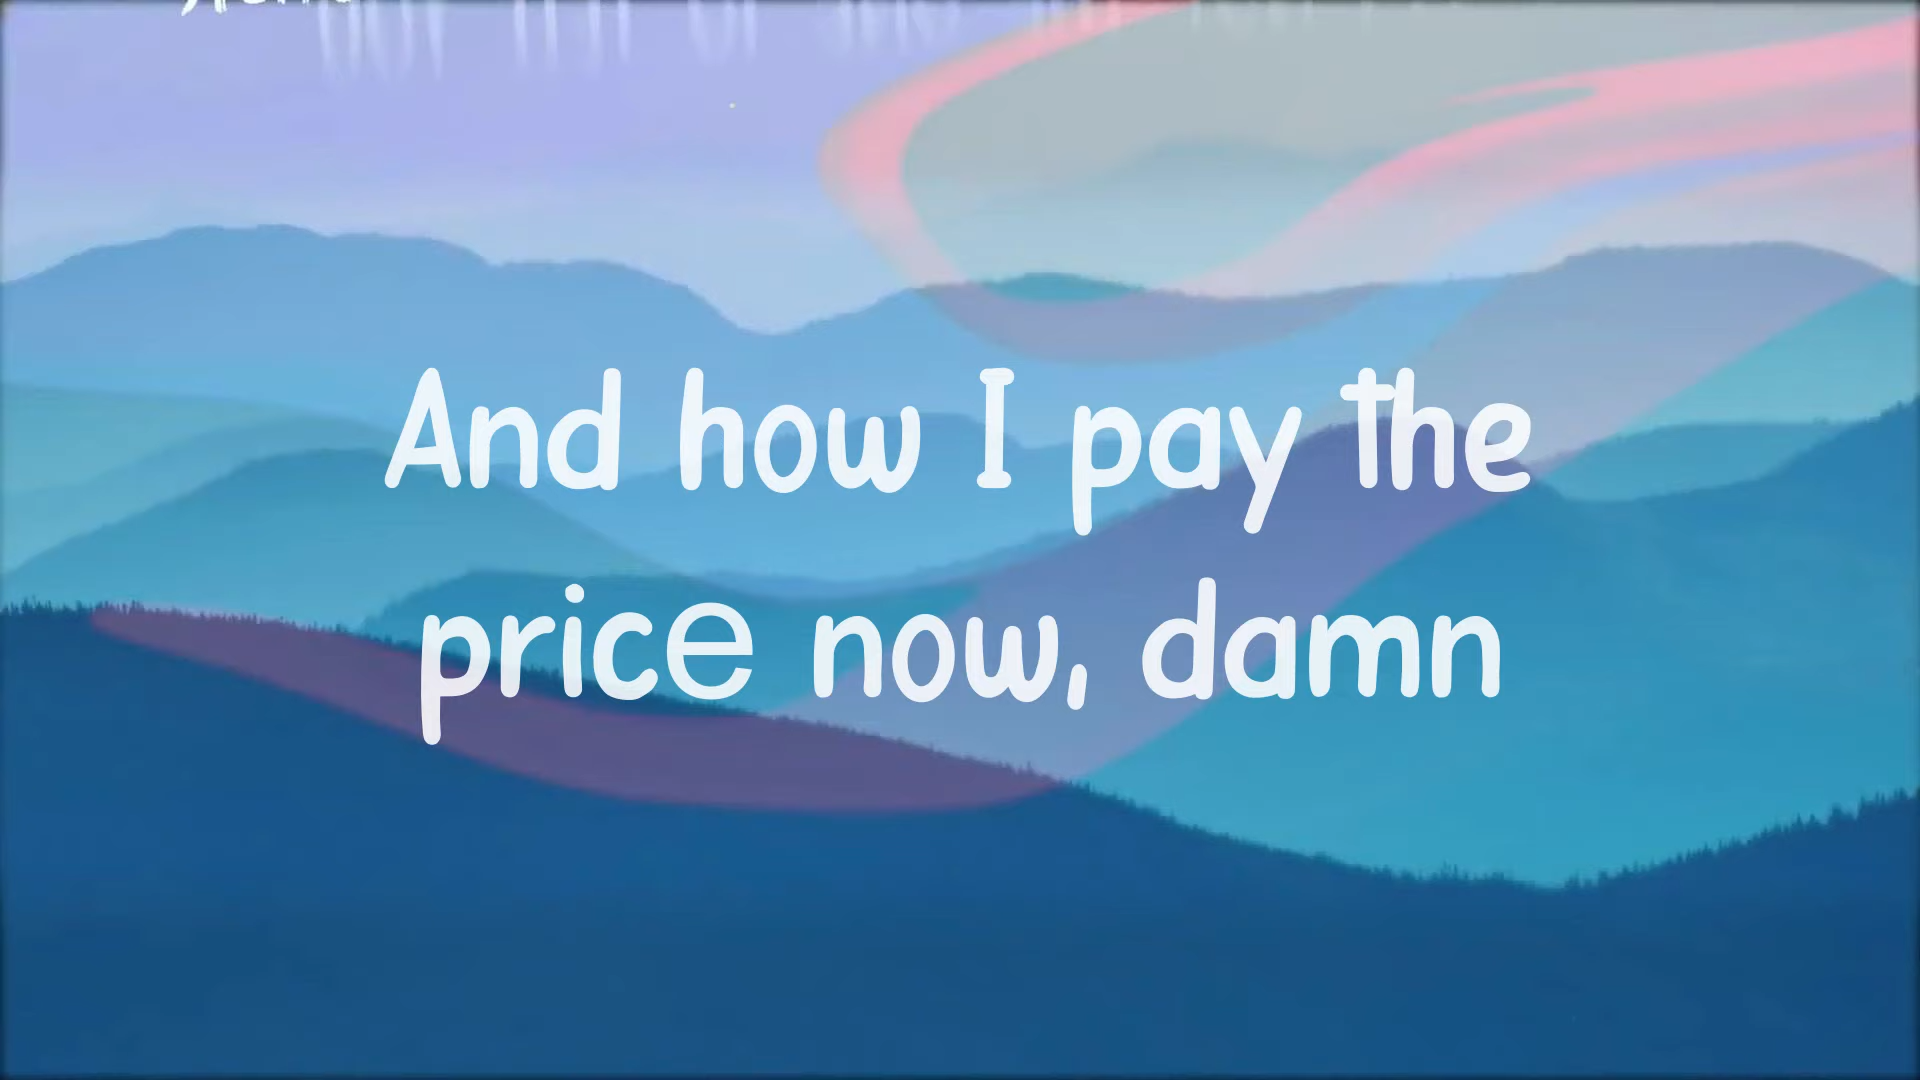 And how I pay the
price now, damn